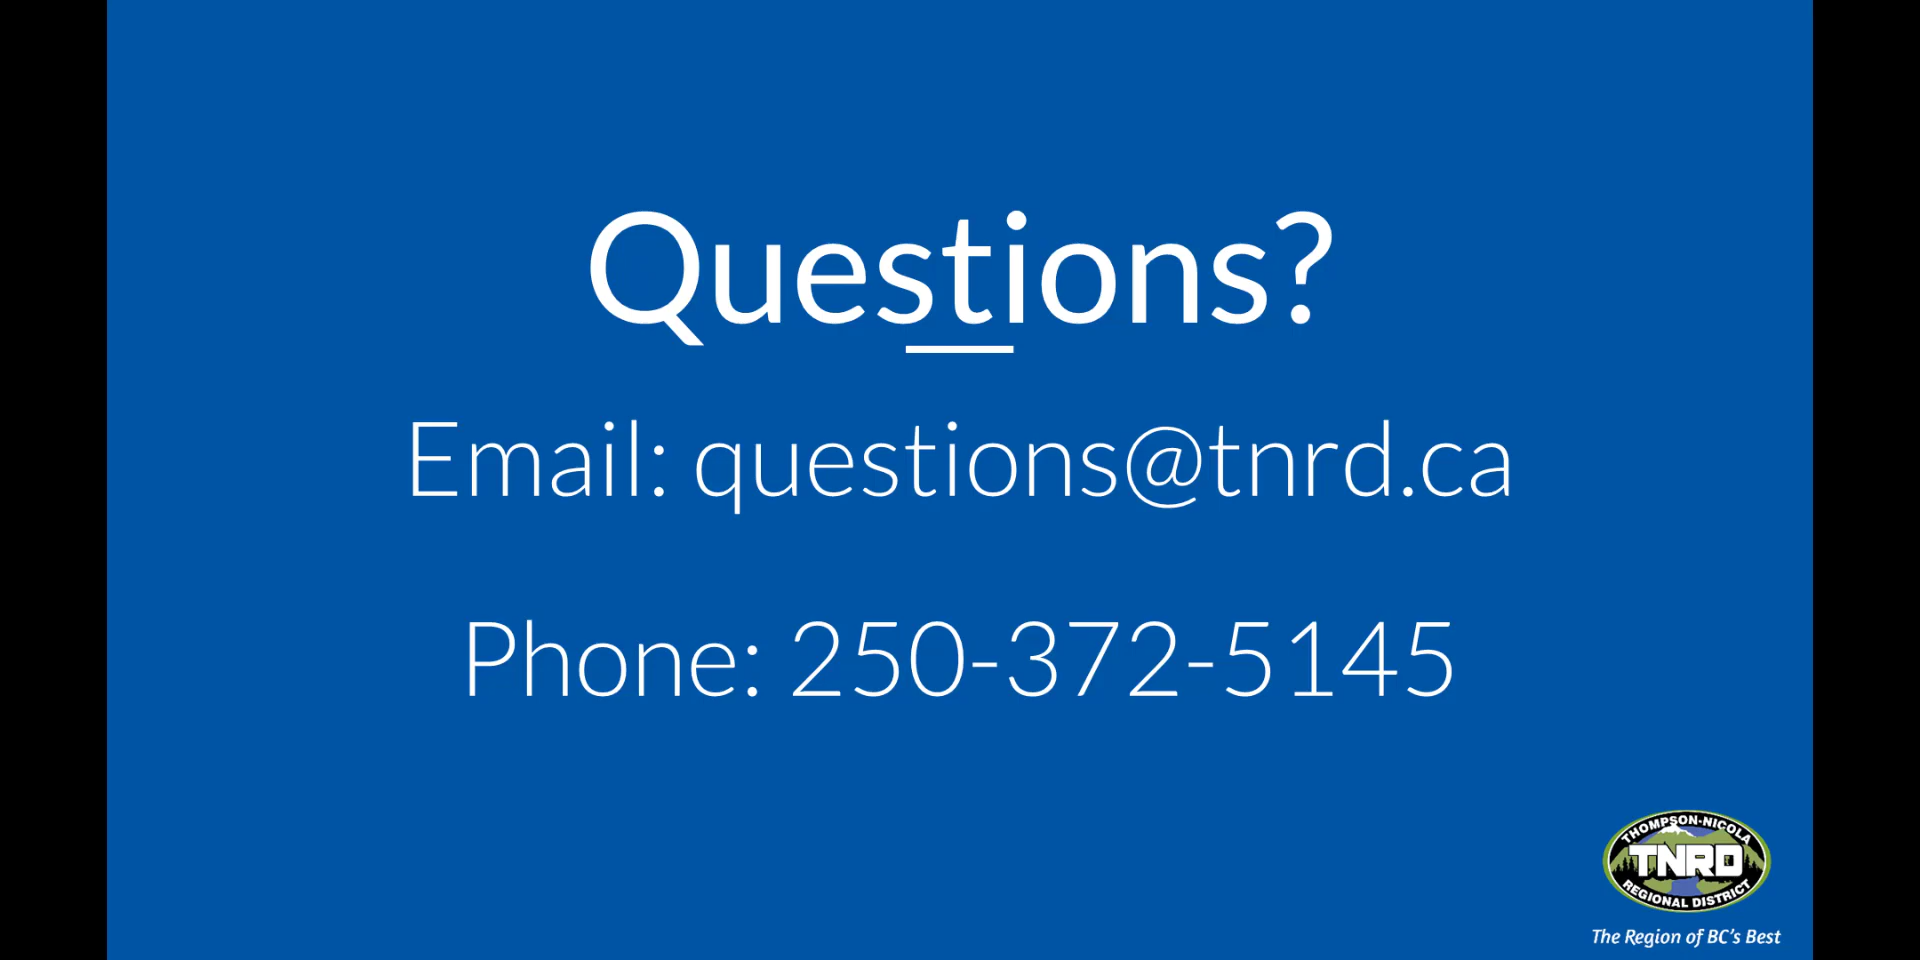 Questions?
Email: questions@tnrd.ca
Phone: 250-372-5145
THOMPSON-NICOLA
TNRD
REGIONAL DISTRICT
The Region of BC's Best